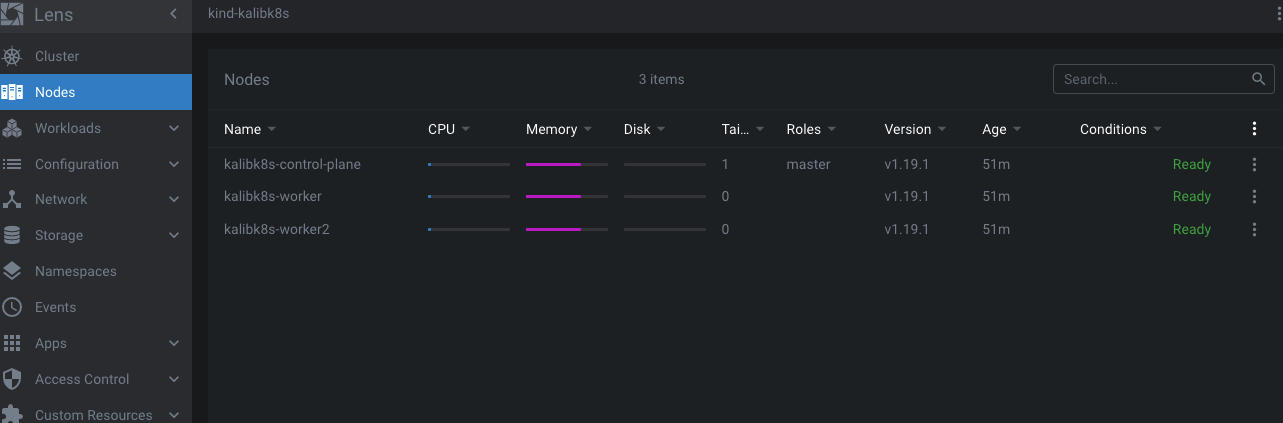 Lens
kind-kalibk8s
Cluster
Nodes
Workloads
Configuration
Network
Storage
Namespaces
Events
Apps
Access Control
Custom Resources
Nodes 3 items Search...
Name CPU Memory Disk Tai... Roles Version Age Conditions
kalibk8s-control-plane 1 master v1.19.1 51m Ready
kalibk8s-worker 0 v1.19.1 51m Ready
kalibk8s-worker2 0 v1.19.1 51m Ready